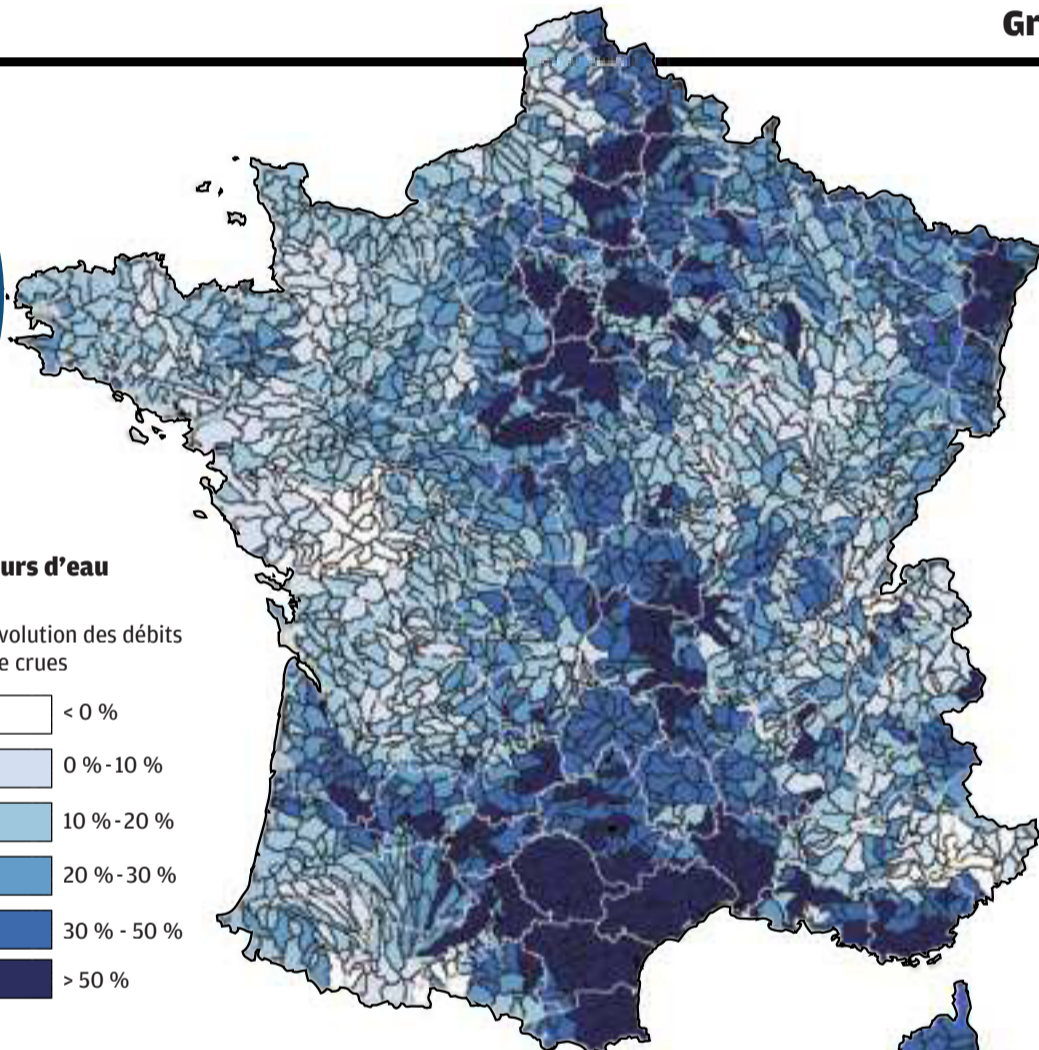 Gr
urs d'eau
volution des débits
e crues
< 0 %
0 % - 10 %
10 % - 20 %
20 % - 30 %
30 % - 50 %
> 50 %